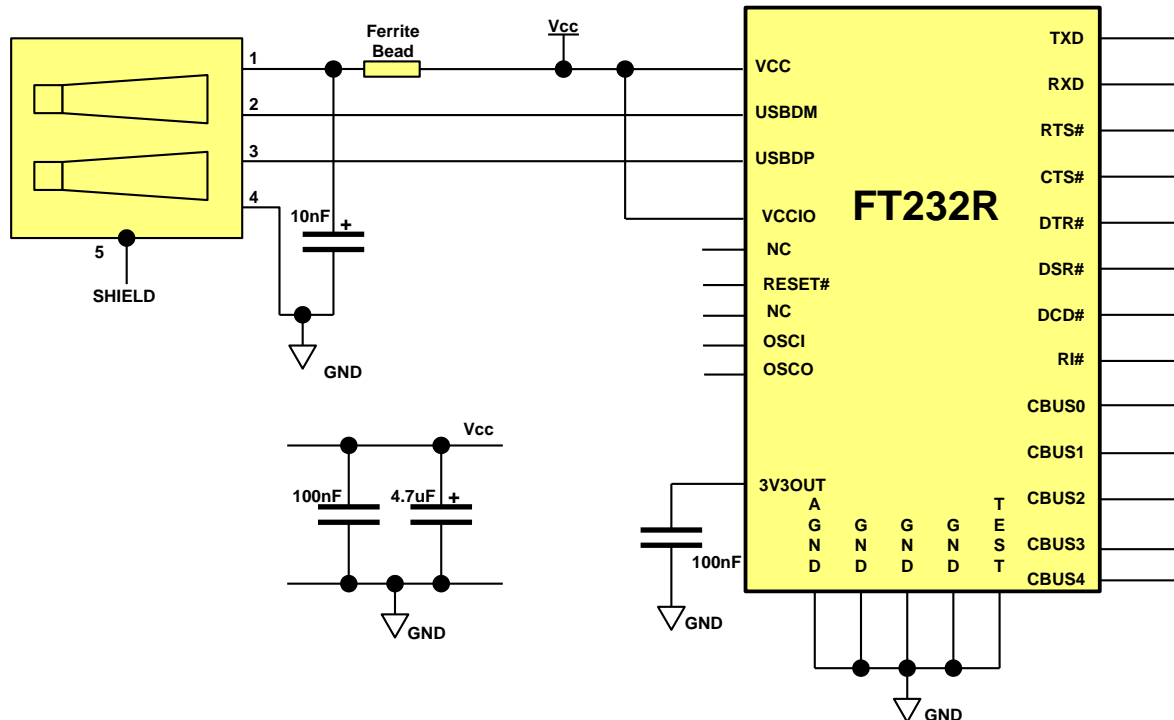 1
Ferrite
Bead
Vcc
2
3
4
10nF
+
5
SHIELD
GND
VCC
USBDM
USBDP
VCCIO
NC
RESET#
NC
OSCI
OSCO
3V3OUT
FT232R
TXD
RXD
RTS#
CTS#
DTR#
DSR#
DCD#
RI#
CBUS0
CBUS1
CBUS2
CBUS3
CBUS4
AGND
GND
GND
GND
TEST
Vcc
100nF
4.7uF
+
GND
100nF
GND
GND